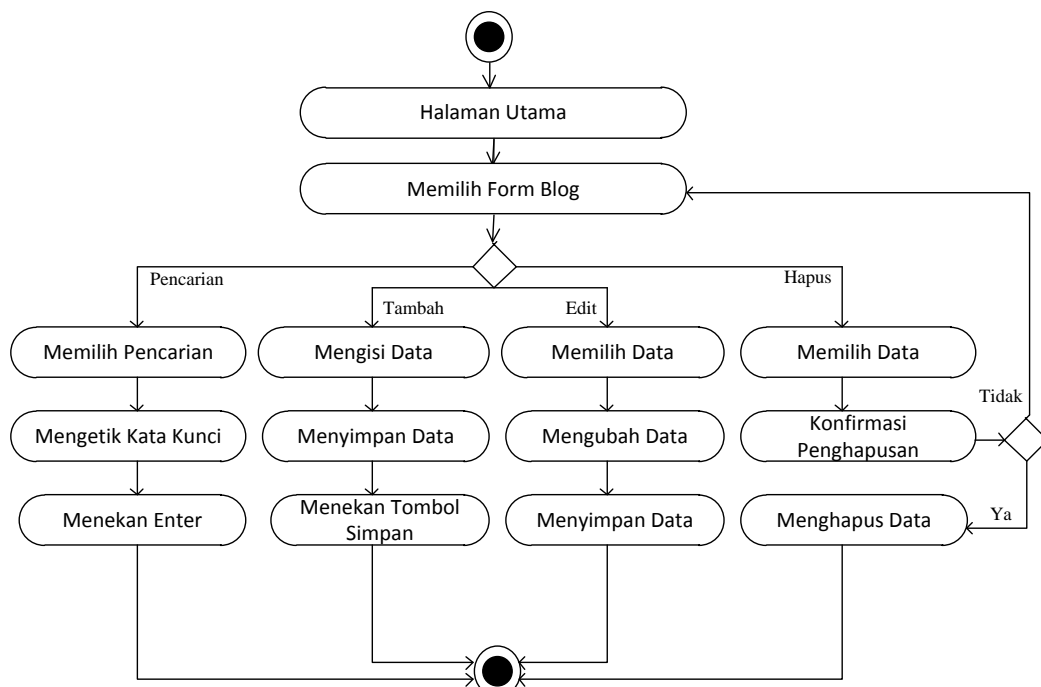 Halaman Utama
Memilih Form Blog
Pencarian
Hapus
Tambah
Edit
Memilih Pencarian
Mengisi Data
Memilih Data
Memilih Data
Tidak
Mengetik Kata Kunci
Menyimpan Data
Mengubah Data
Konfirmasi
Penghapusan
Menekan Enter
Menekan Tombol
Simpan
Menyimpan Data
Menghapus Data
Ya